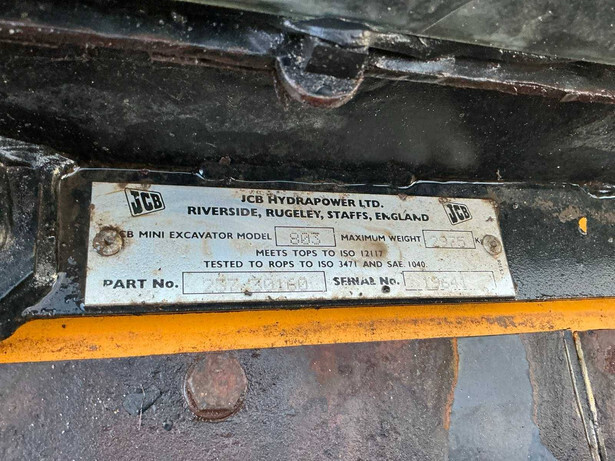 JCB HYDRAPOWER LTD.
JCB RIVERSIDE, RUGELEY, STAFFS, ENGLAND JCB
CB MINI EXCAVATOR MODEL 803 MAXIMUM WEIGHT
MEETS TOPS TO ISO 12117
TESTED TO ROPS TO ISO 3471 AND SAE 1040
PART No. SERIAL No.